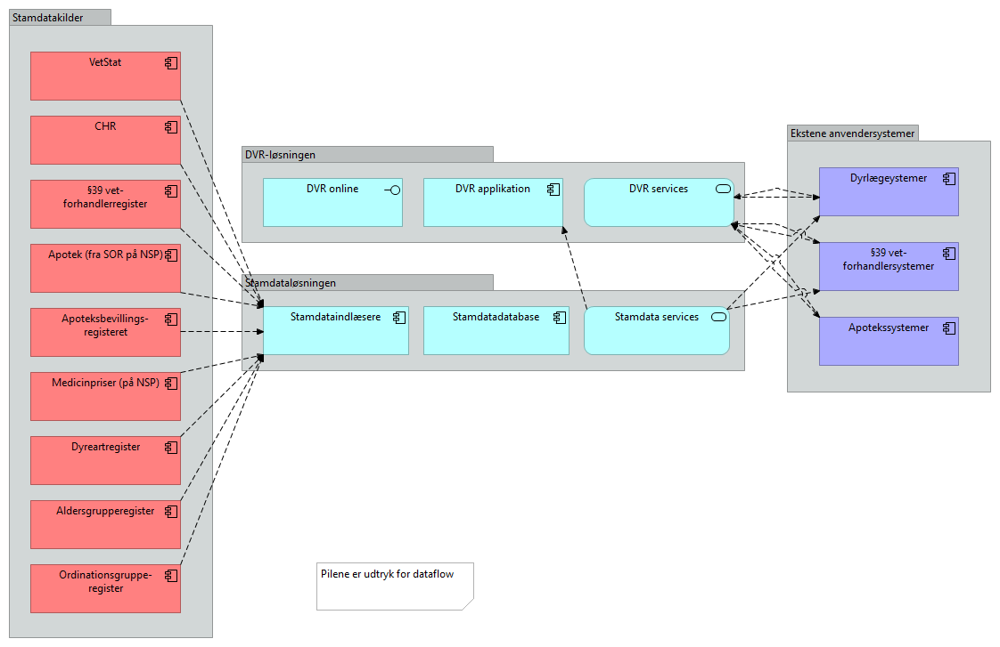 Stamdatakilder
VetStat
CHR
§39 vet-
forhandlerregister
Apotek (fra SOR på NSP)
Apoteksbevillings-
registeret
Medicinpriser (på NSP)
Dyreartregister
Aldersgrupperegister
Ordinationsgruppe-
register
DVR-løsningen
DVR online
DVR applikation
DVR services
Stamdataløsningen
Stamdataindlæsere
Stamdatadatabase
Stamdata services
Ekstene anvendersystemer
Dyrlægeystemer
§39 vet-
forhandlersystemer
Apotekssystemer
Pilene er udtryk for dataflow